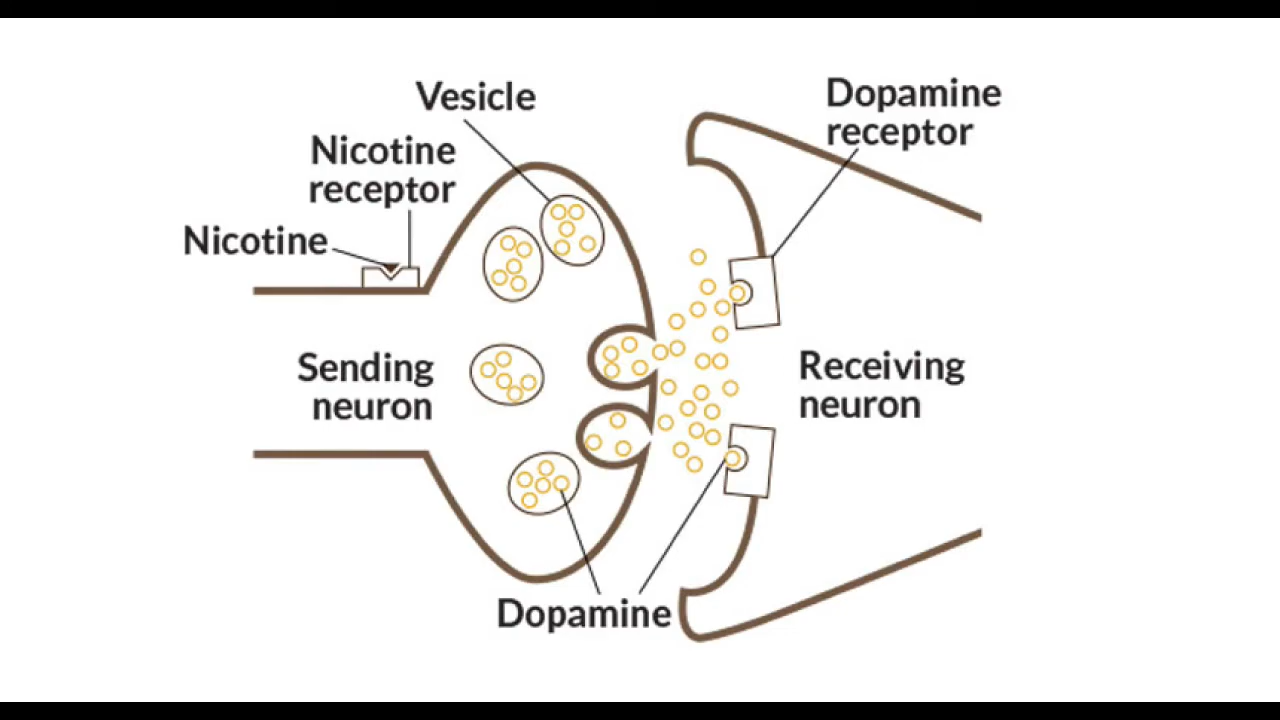 Vesicle
Dopamine
receptor
Nicotine
receptor
Nicotine
Sending
neuron
Receiving
neuron
Dopamine